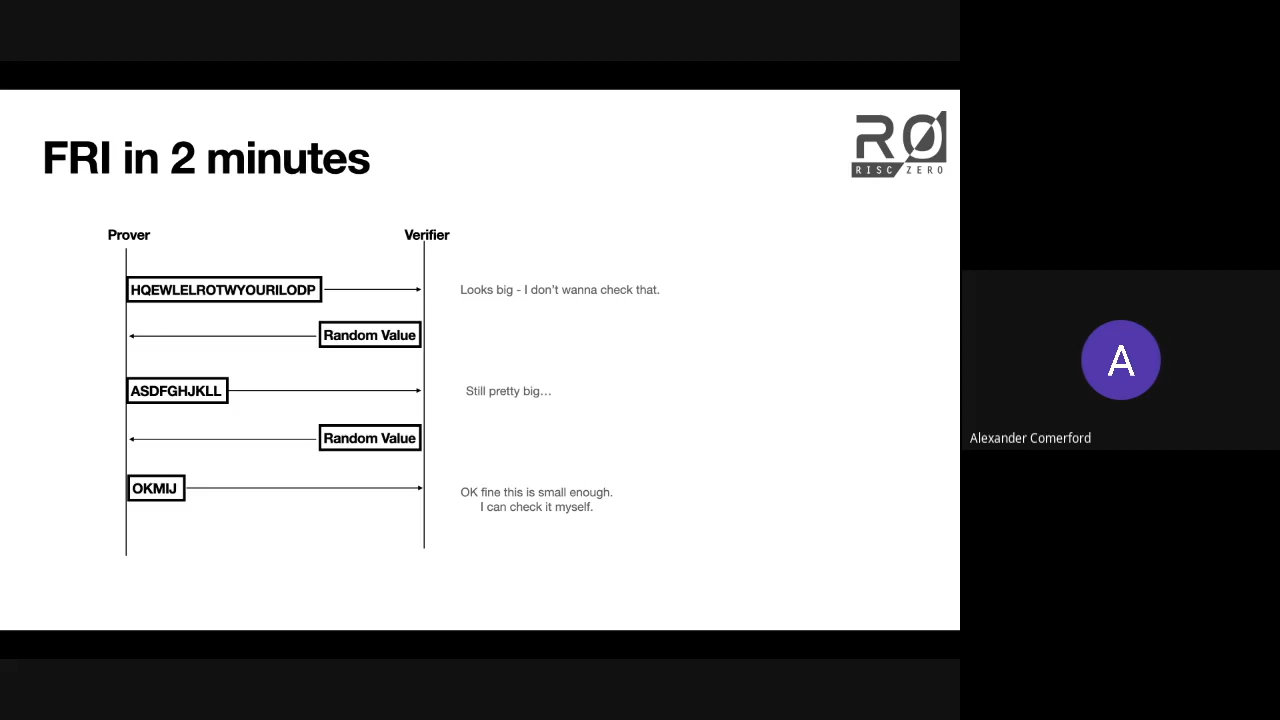 FRI in 2 minutes
RØ
RISC ZERO
Prover
Verifier
HQEWLELROTWYOURILODP
Looks big - I don't wanna check that.
Random Value
ASDFGHJKLL
Still pretty big...
Random Value
OKMIJ
OK fine this is small enough.
I can check it myself.
A
Alexander Comerford